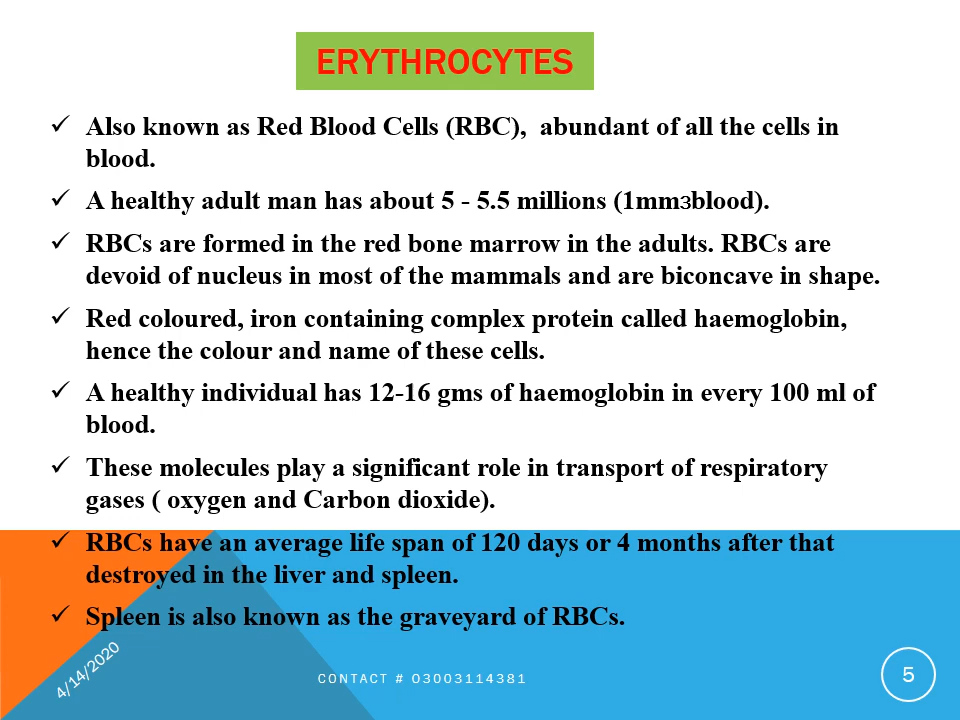 ERYTHROCYTES
✓ Also known as Red Blood Cells (RBC),  abundant of all the cells in
blood.
✓ A healthy adult man has about 5 - 5.5 millions (1mm3blood).
✓ RBCs are formed in the red bone marrow in the adults. RBCs are
devoid of nucleus in most of the mammals and are biconcave in shape.
✓ Red coloured, iron containing complex protein called haemoglobin,
hence the colour and name of these cells.
✓ A healthy individual has 12-16 gms of haemoglobin in every 100 ml of
blood.
✓ These molecules play a significant role in transport of respiratory
gases ( oxygen and Carbon dioxide).
✓ RBCs have an average life span of 120 days or 4 months after that
destroyed in the liver and spleen.
✓ Spleen is also known as the graveyard of RBCs.
4/14/2020
CONTACT # 03003114381
5